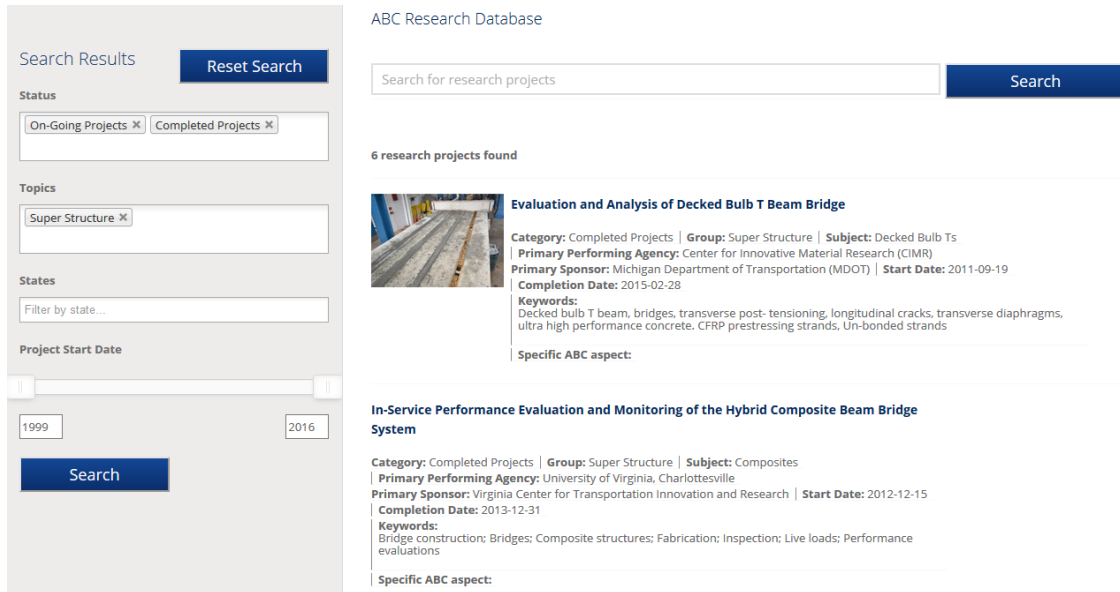 ABC Research Database
Search Results
Reset Search
Status
On-Going Projects × Completed Projects ×
Topics
Super Structure ×
States
Filter by state...
Project Start Date
1999 2016
Search
Search for research projects
Search
6 research projects found
Evaluation and Analysis of Decked Bulb T Beam Bridge
Category: Completed Projects | Group: Super Structure | Subject: Decked Bulb Ts
| Primary Performing Agency: Center for Innovative Material Research (CIMR)
Primary Sponsor: Michigan Department of Transportation (MDOT) | Start Date: 2011-09-19
| Completion Date: 2015-02-28
Keywords:
Decked bulb T beam, bridges, transverse post- tensioning, longitudinal cracks, transverse diaphragms,
ultra high performance concrete. CFRP prestressing strands, Un-bonded strands
| Specific ABC aspect:
In-Service Performance Evaluation and Monitoring of the Hybrid Composite Beam Bridge
System
Category: Completed Projects | Group: Super Structure | Subject: Composites
| Primary Performing Agency: University of Virginia, Charlottesville
Primary Sponsor: Virginia Center for Transportation Innovation and Research | Start Date: 2012-12-15
| Completion Date: 2013-12-31
Keywords:
Bridge construction; Bridges; Composite structures; Fabrication; Inspection; Live loads; Performance
evaluations
| Specific ABC aspect: